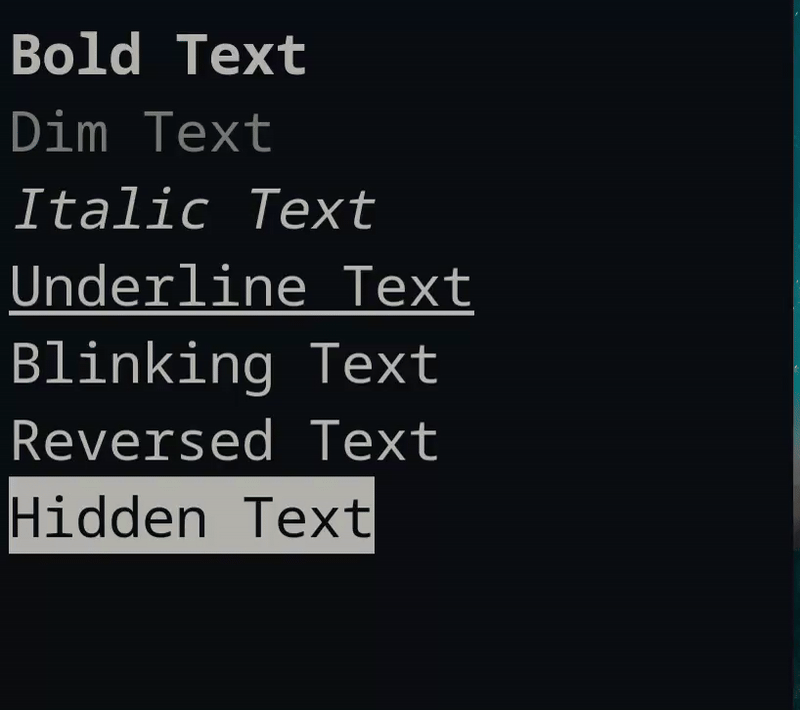 Bold Text
Dim Text
Italic Text
Underline Text
Blinking Text
Reversed Text
Hidden Text